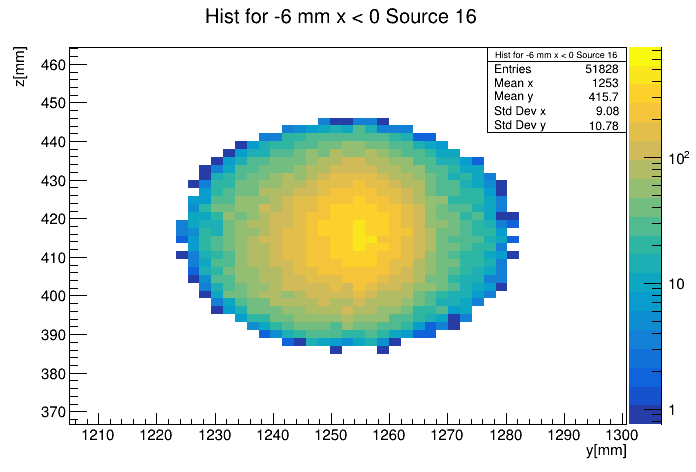 Hist for -6 mm x < 0 Source 16
z[mm]
460
450
440
430
420
410
400
390
380
370
1210 1220 1230 1240 1250 1260 1270 1280 1290 1300
y[mm]
Hist for -6 mm x < 0 Source 16
Entries 51828
Mean x 1253
Mean y 415.7
Std Dev x 9.08
Std Dev y 10.78
10²
10
1